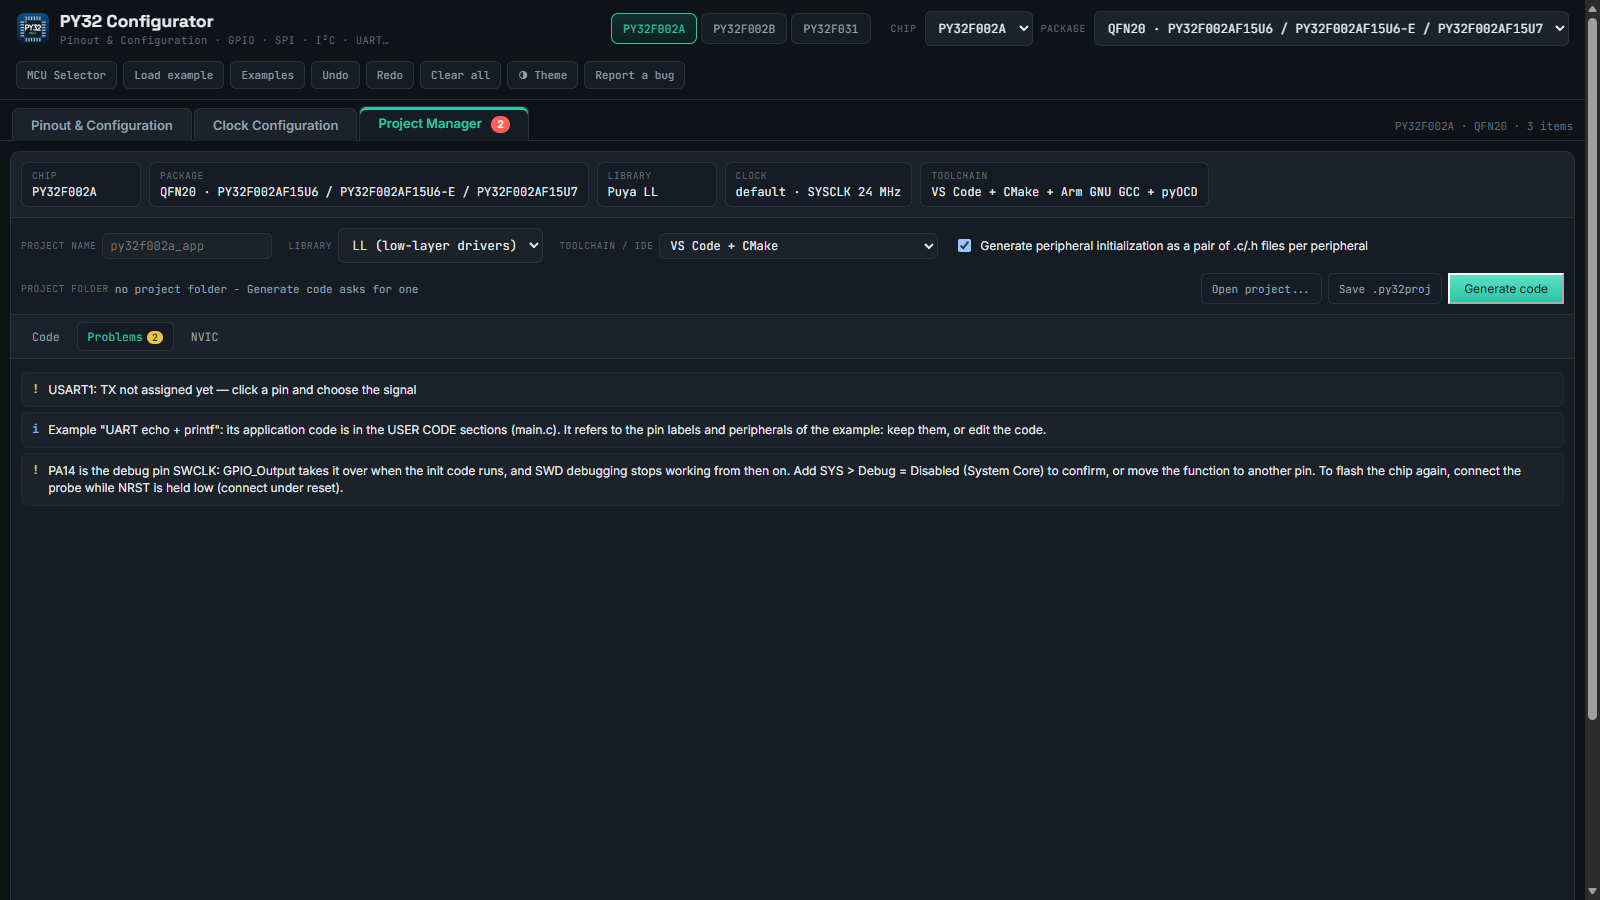 PY32 Configurator
Pinout & Configuration · GPIO · SPI · I²C · UART…
PY32F002A
PY32F002B
PY32F031
CHIP
PY32F002A
PACKAGE
QFN20 · PY32F002AF15U6 / PY32F002AF15U6-E / PY32F002AF15U7
MCU Selector
Load example
Examples
Undo
Redo
Clear all
◑ Theme
Report a bug
Pinout & Configuration
Clock Configuration
Project Manager 2
PY32F002A · QFN20 · 3 items
CHIP
PY32F002A
PACKAGE
QFN20 · PY32F002AF15U6 / PY32F002AF15U6-E / PY32F002AF15U7
LIBRARY
Puya LL
CLOCK
default · SYSCLK 24 MHz
TOOLCHAIN
VS Code + CMake + Arm GNU GCC + pyOCD
PROJECT NAME
py32f002a_app
LIBRARY
LL (low-layer drivers)
TOOLCHAIN / IDE
VS Code + CMake
Generate peripheral initialization as a pair of .c/.h files per peripheral
PROJECT FOLDER
no project folder - Generate code asks for one
Open project...
Save .py32proj
Generate code
Code
Problems 2
NVIC
! USART1: TX not assigned yet — click a pin and choose the signal
i Example "UART echo + printf": its application code is in the USER CODE sections (main.c). It refers to the pin labels and peripherals of the example: keep them, or edit the code.
! PA14 is the debug pin SWCLK: GPIO_Output takes it over when the init code runs, and SWD debugging stops working from then on. Add SYS > Debug = Disabled (System Core) to confirm, or move the function to another pin. To flash the chip again, connect the
probe while NRST is held low (connect under reset).